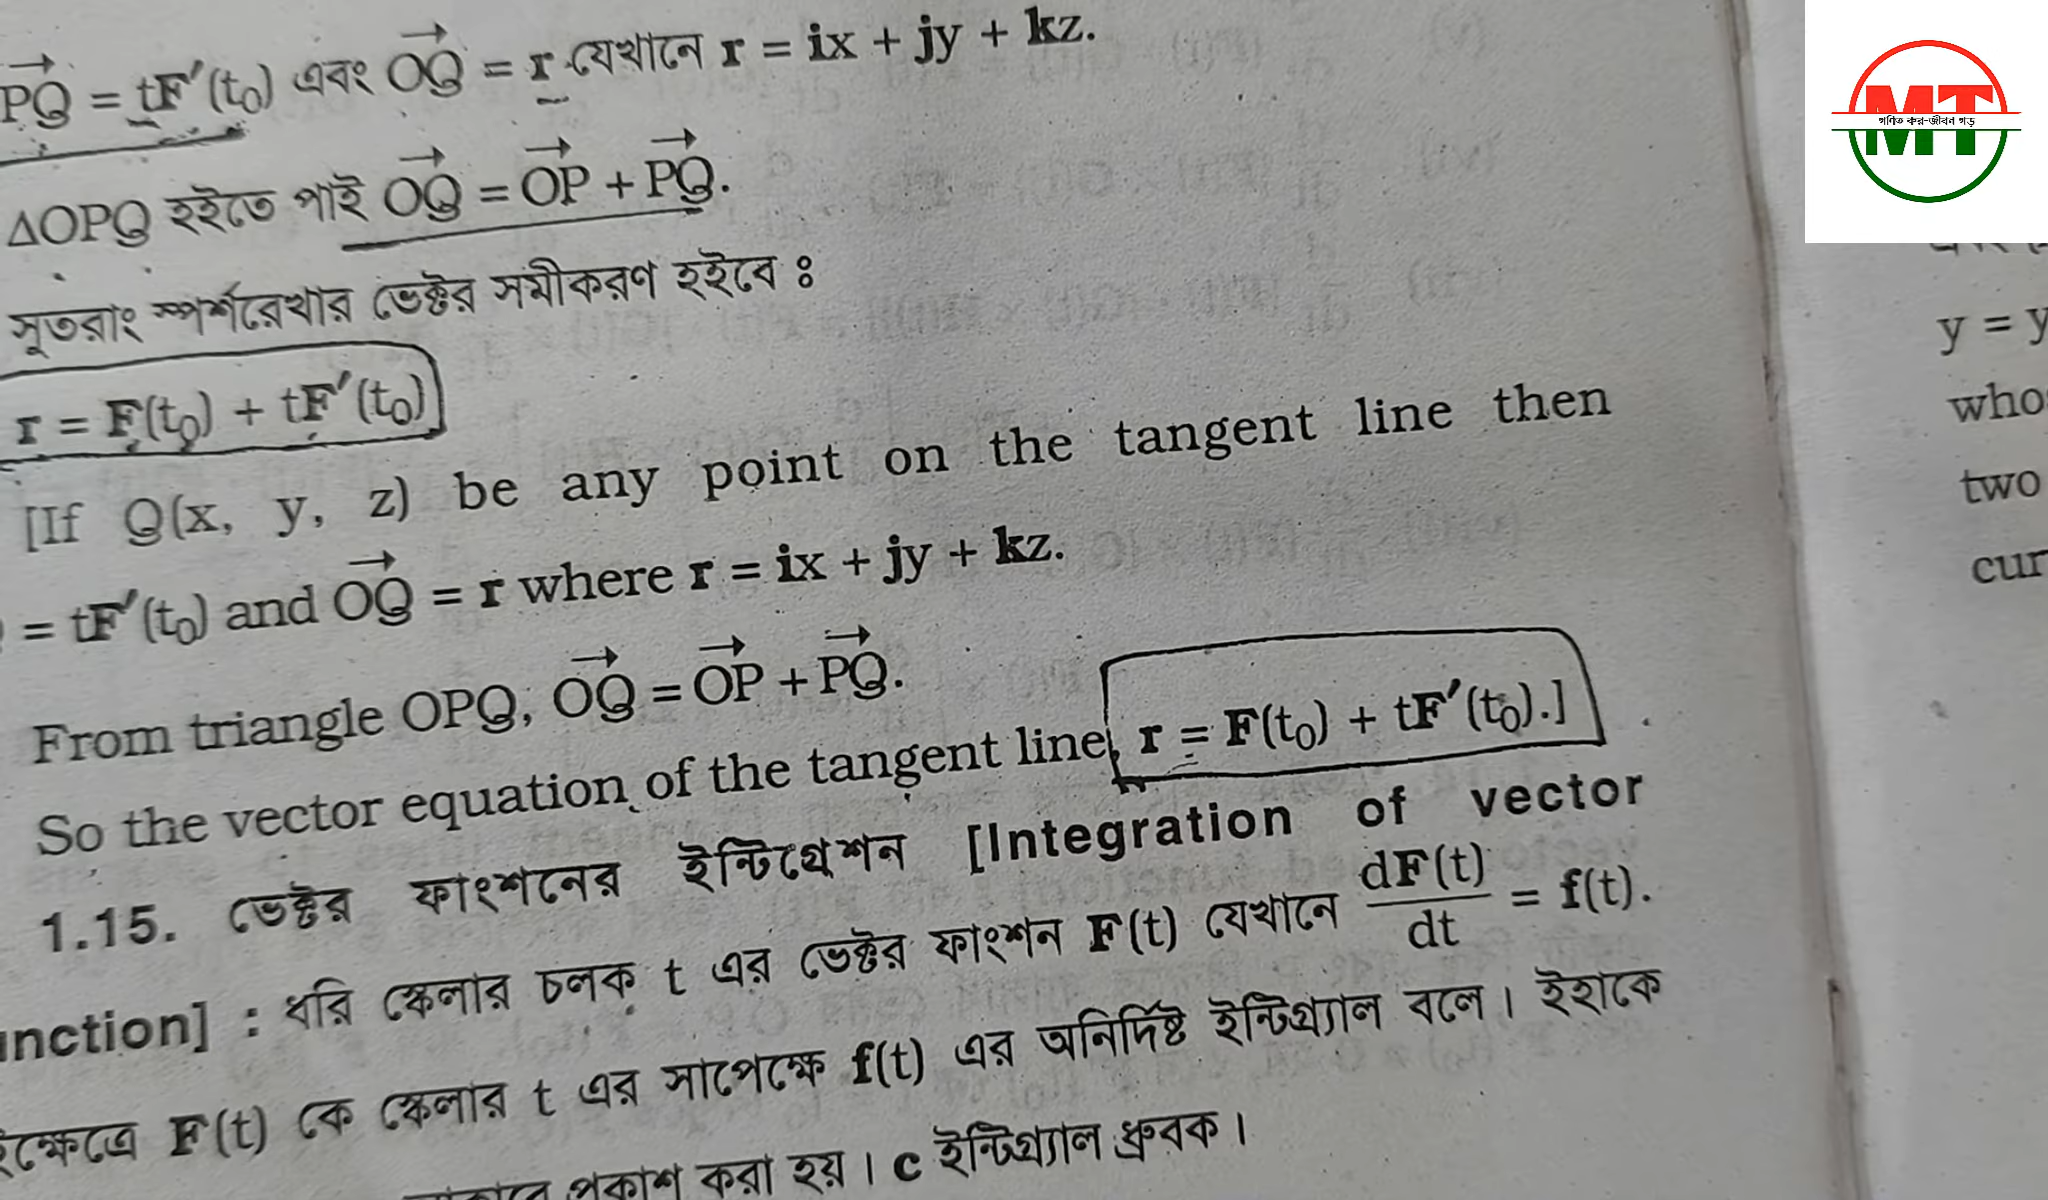 PQ = tF′(t₀) এবং OQ = r যেখানে r = ix + jy + kz.
ΔOPQ হইতে পাই OQ = OP + PQ.
সুতরাং স্পর্শরেখার ভেক্টর সমীকরণ হইবে ঃ
r = F(t₀) + tF′(t₀)
[If Q(x, y, z) be any point on the tangent line then
= tF′(t₀) and OQ = r where r = ix + jy + kz.
From triangle OPQ, OQ = OP + PQ.
So the vector equation of the tangent line, r = F(t₀) + tF′(t₀).]
1.15. ভেক্টর ফাংশনের ইন্টিগ্রেশন [Integration of vector
nction] : ধরি স্কেলার চলক t এর ভেক্টর ফাংশন F(t) যেখানে dF(t)/dt = f(t).
ক্ষেত্রে F(t) কে স্কেলার t এর সাপেক্ষে f(t) এর অনির্দিষ্ট ইন্টিগ্র্যাল বলে। ইহাকে
প্রকাশ করা হয়। c ইন্টিগ্র্যাল ধ্রুবক।
MT
গণিত কর-জীবন গড়
y = y
who
two
cur